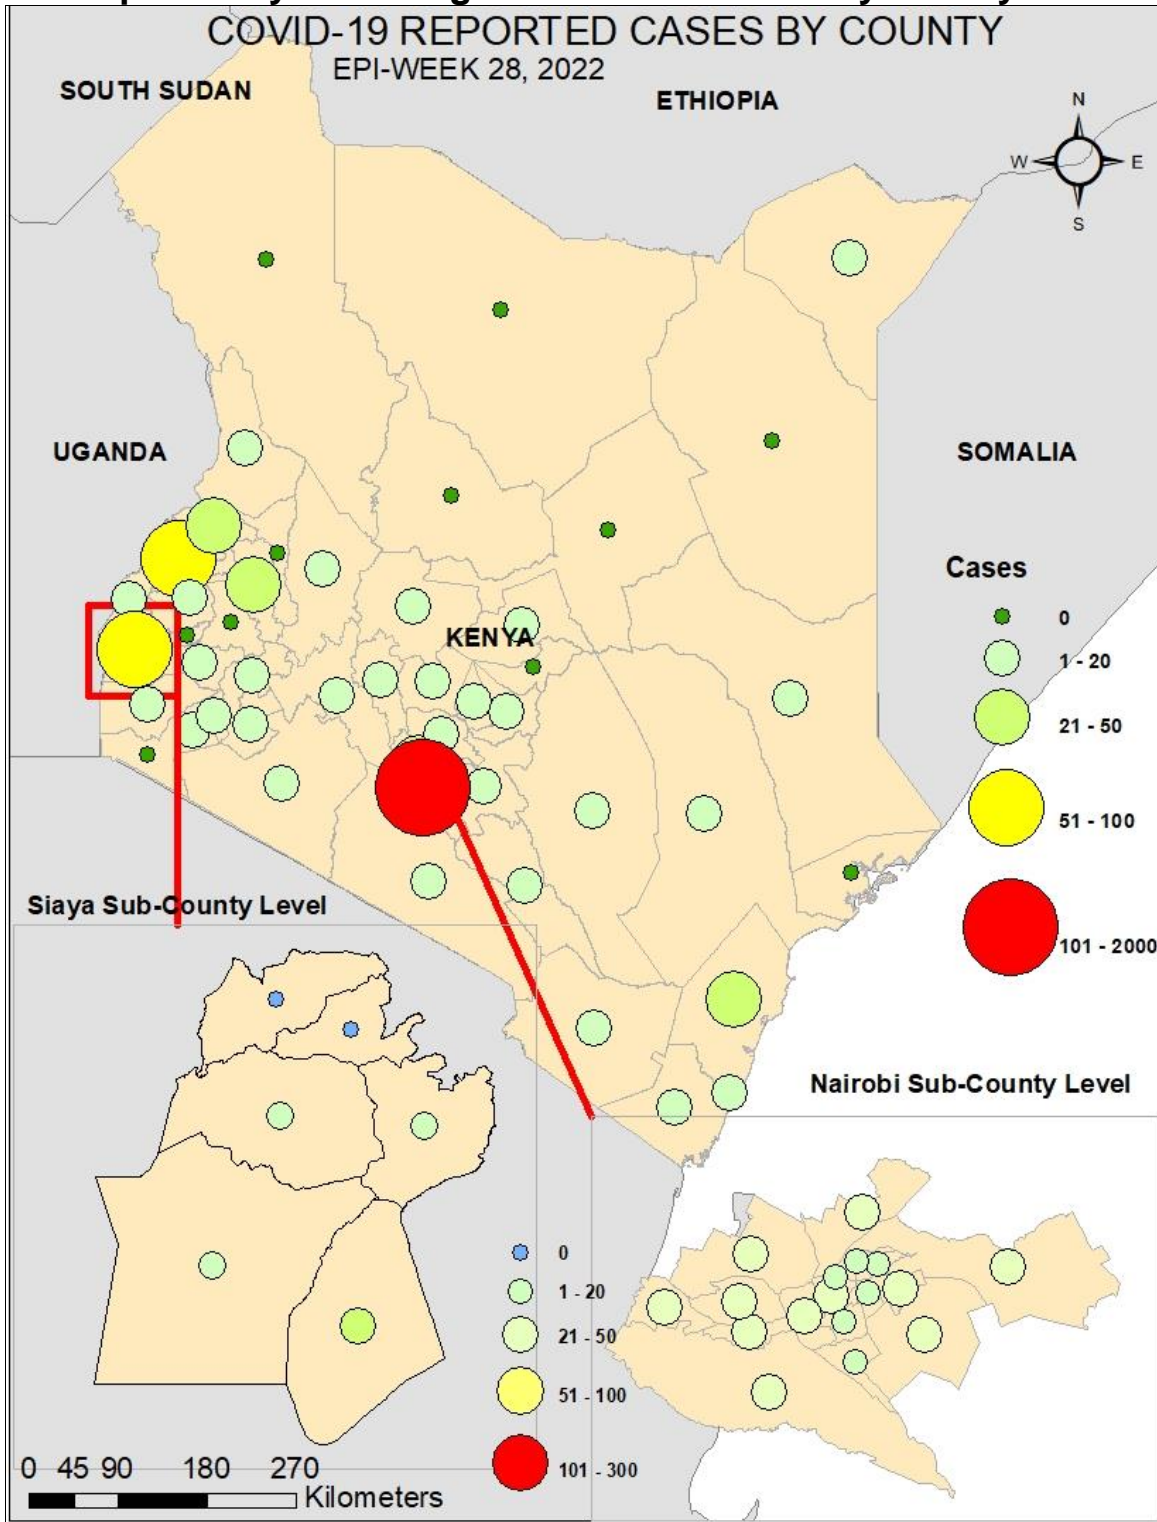 COVID-19 REPORTED CASES BY COUNTY
EPI-WEEK 28, 2022
SOUTH SUDAN
ETHIOPIA
N
W
E
S
UGANDA
SOMALIA
KENYA
Cases
0
1 - 20
21 - 50
51 - 100
101 - 2000
Siaya Sub-County Level
Nairobi Sub-County Level
0
1 - 20
21 - 50
51 - 100
101 - 300
0 45 90 180 270
Kilometers